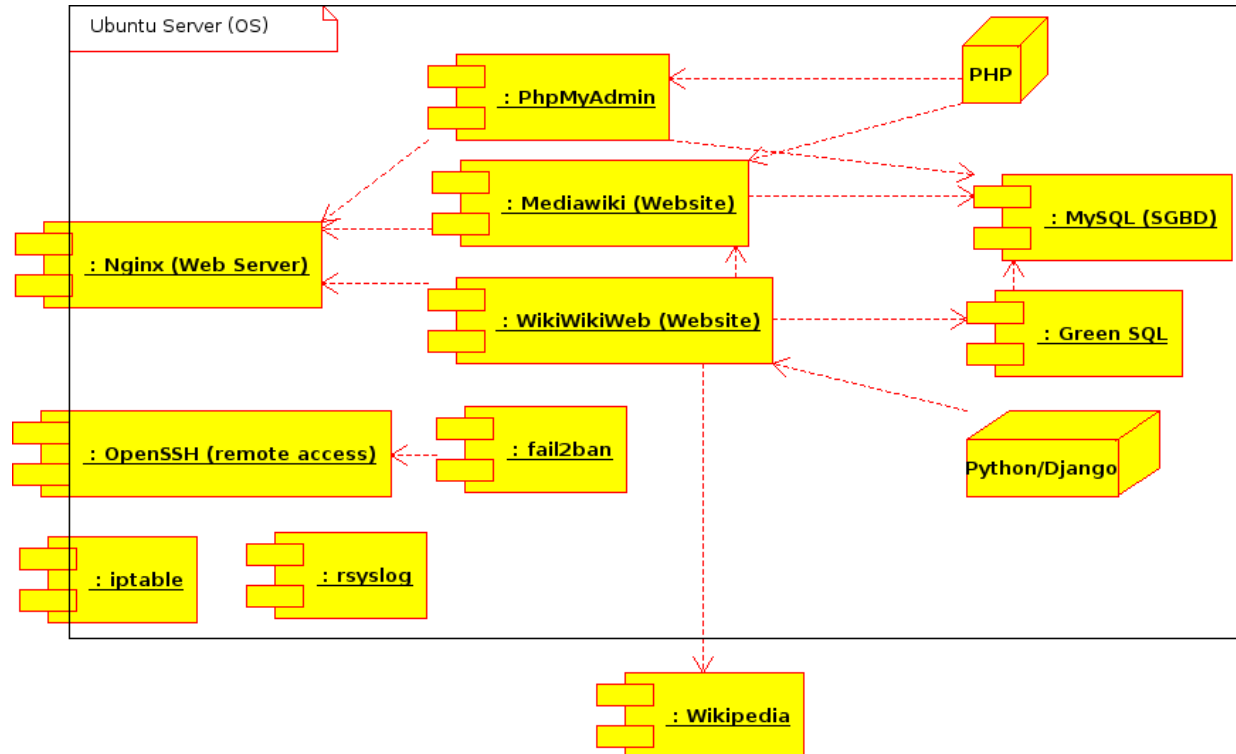 Ubuntu Server (OS)
PHP
: PhpMyAdmin
: Mediawiki (Website)
: MySQL (SGBD)
: Nginx (Web Server)
: WikiWikiWeb (Website)
: Green SQL
: OpenSSH (remote access)
: fail2ban
Python/Django
: iptable
: rsyslog
: Wikipedia